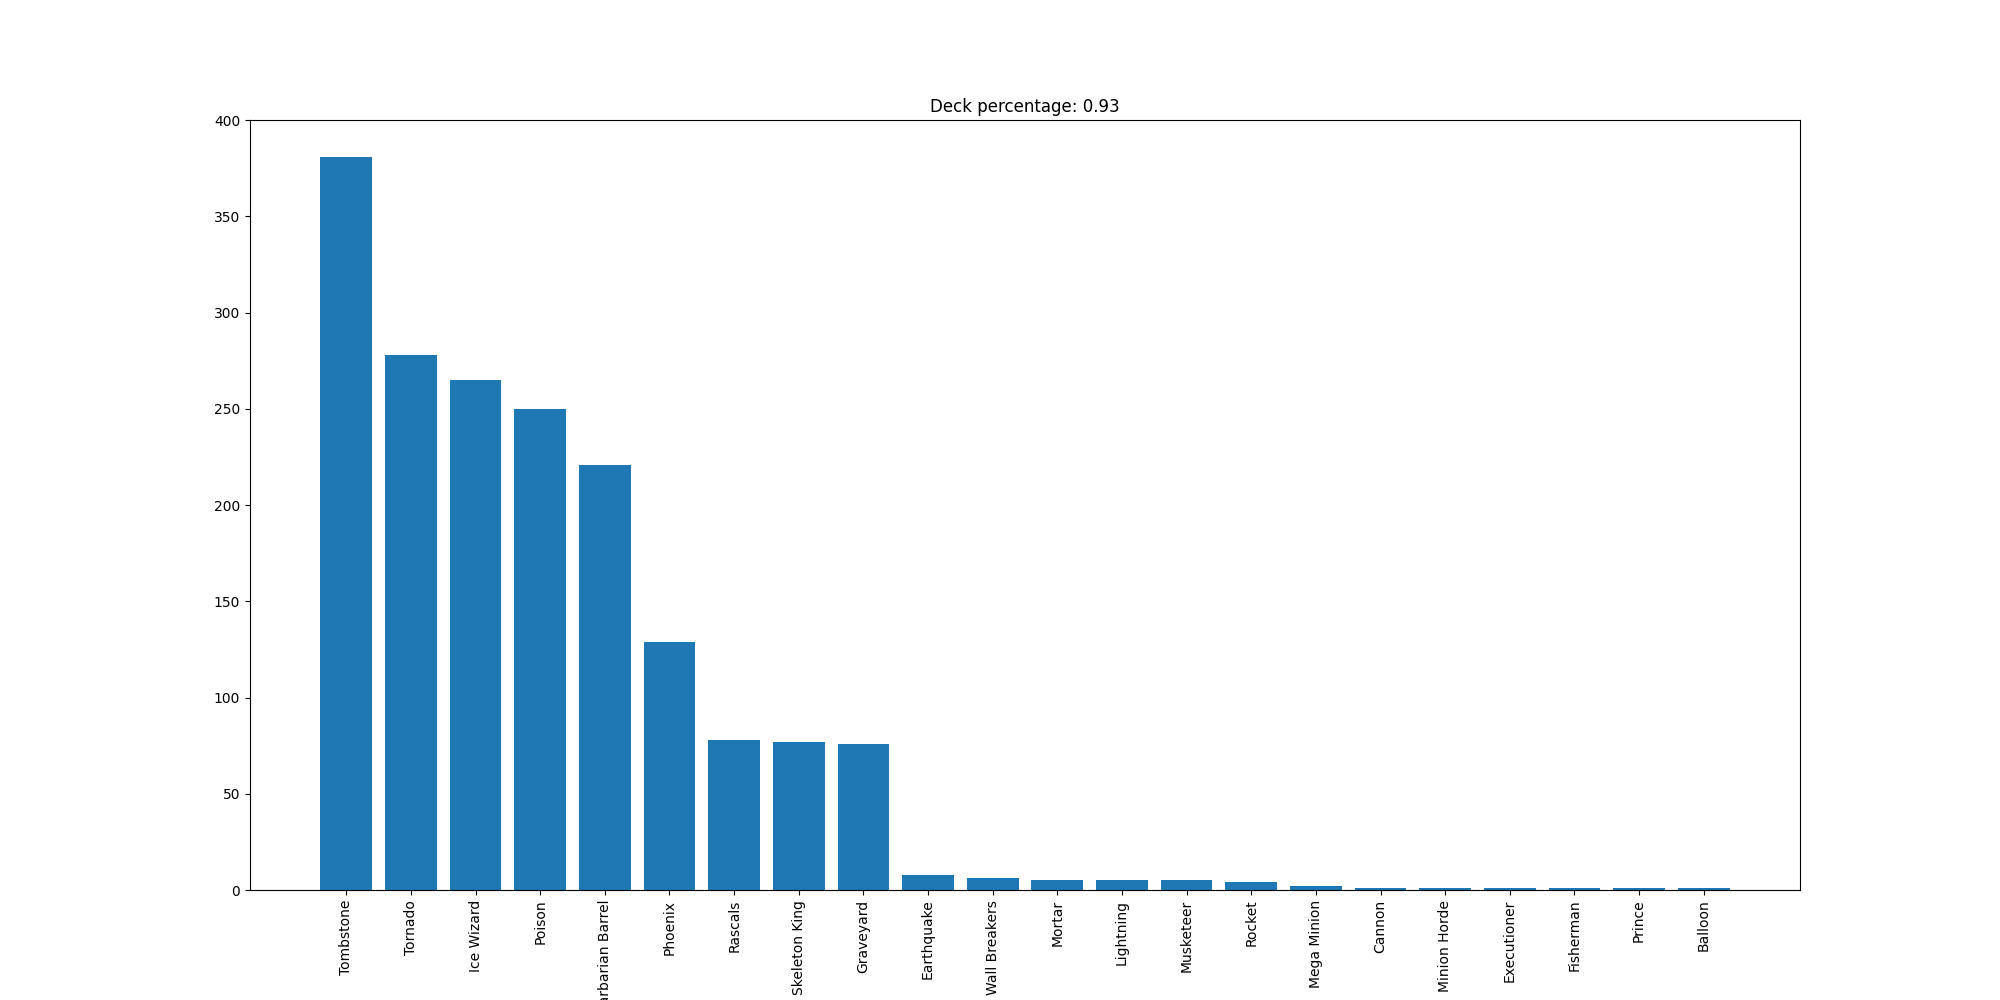 Deck percentage: 0.93
400
350
300
250
200
150
100
50
0
Tombstone
Tornado
Ice Wizard
Poison
arbarian Barrel
Phoenix
Rascals
Skeleton King
Graveyard
Earthquake
Wall Breakers
Mortar
Lightning
Musketeer
Rocket
Mega Minion
Cannon
Minion Horde
Executioner
Fisherman
Prince
Balloon